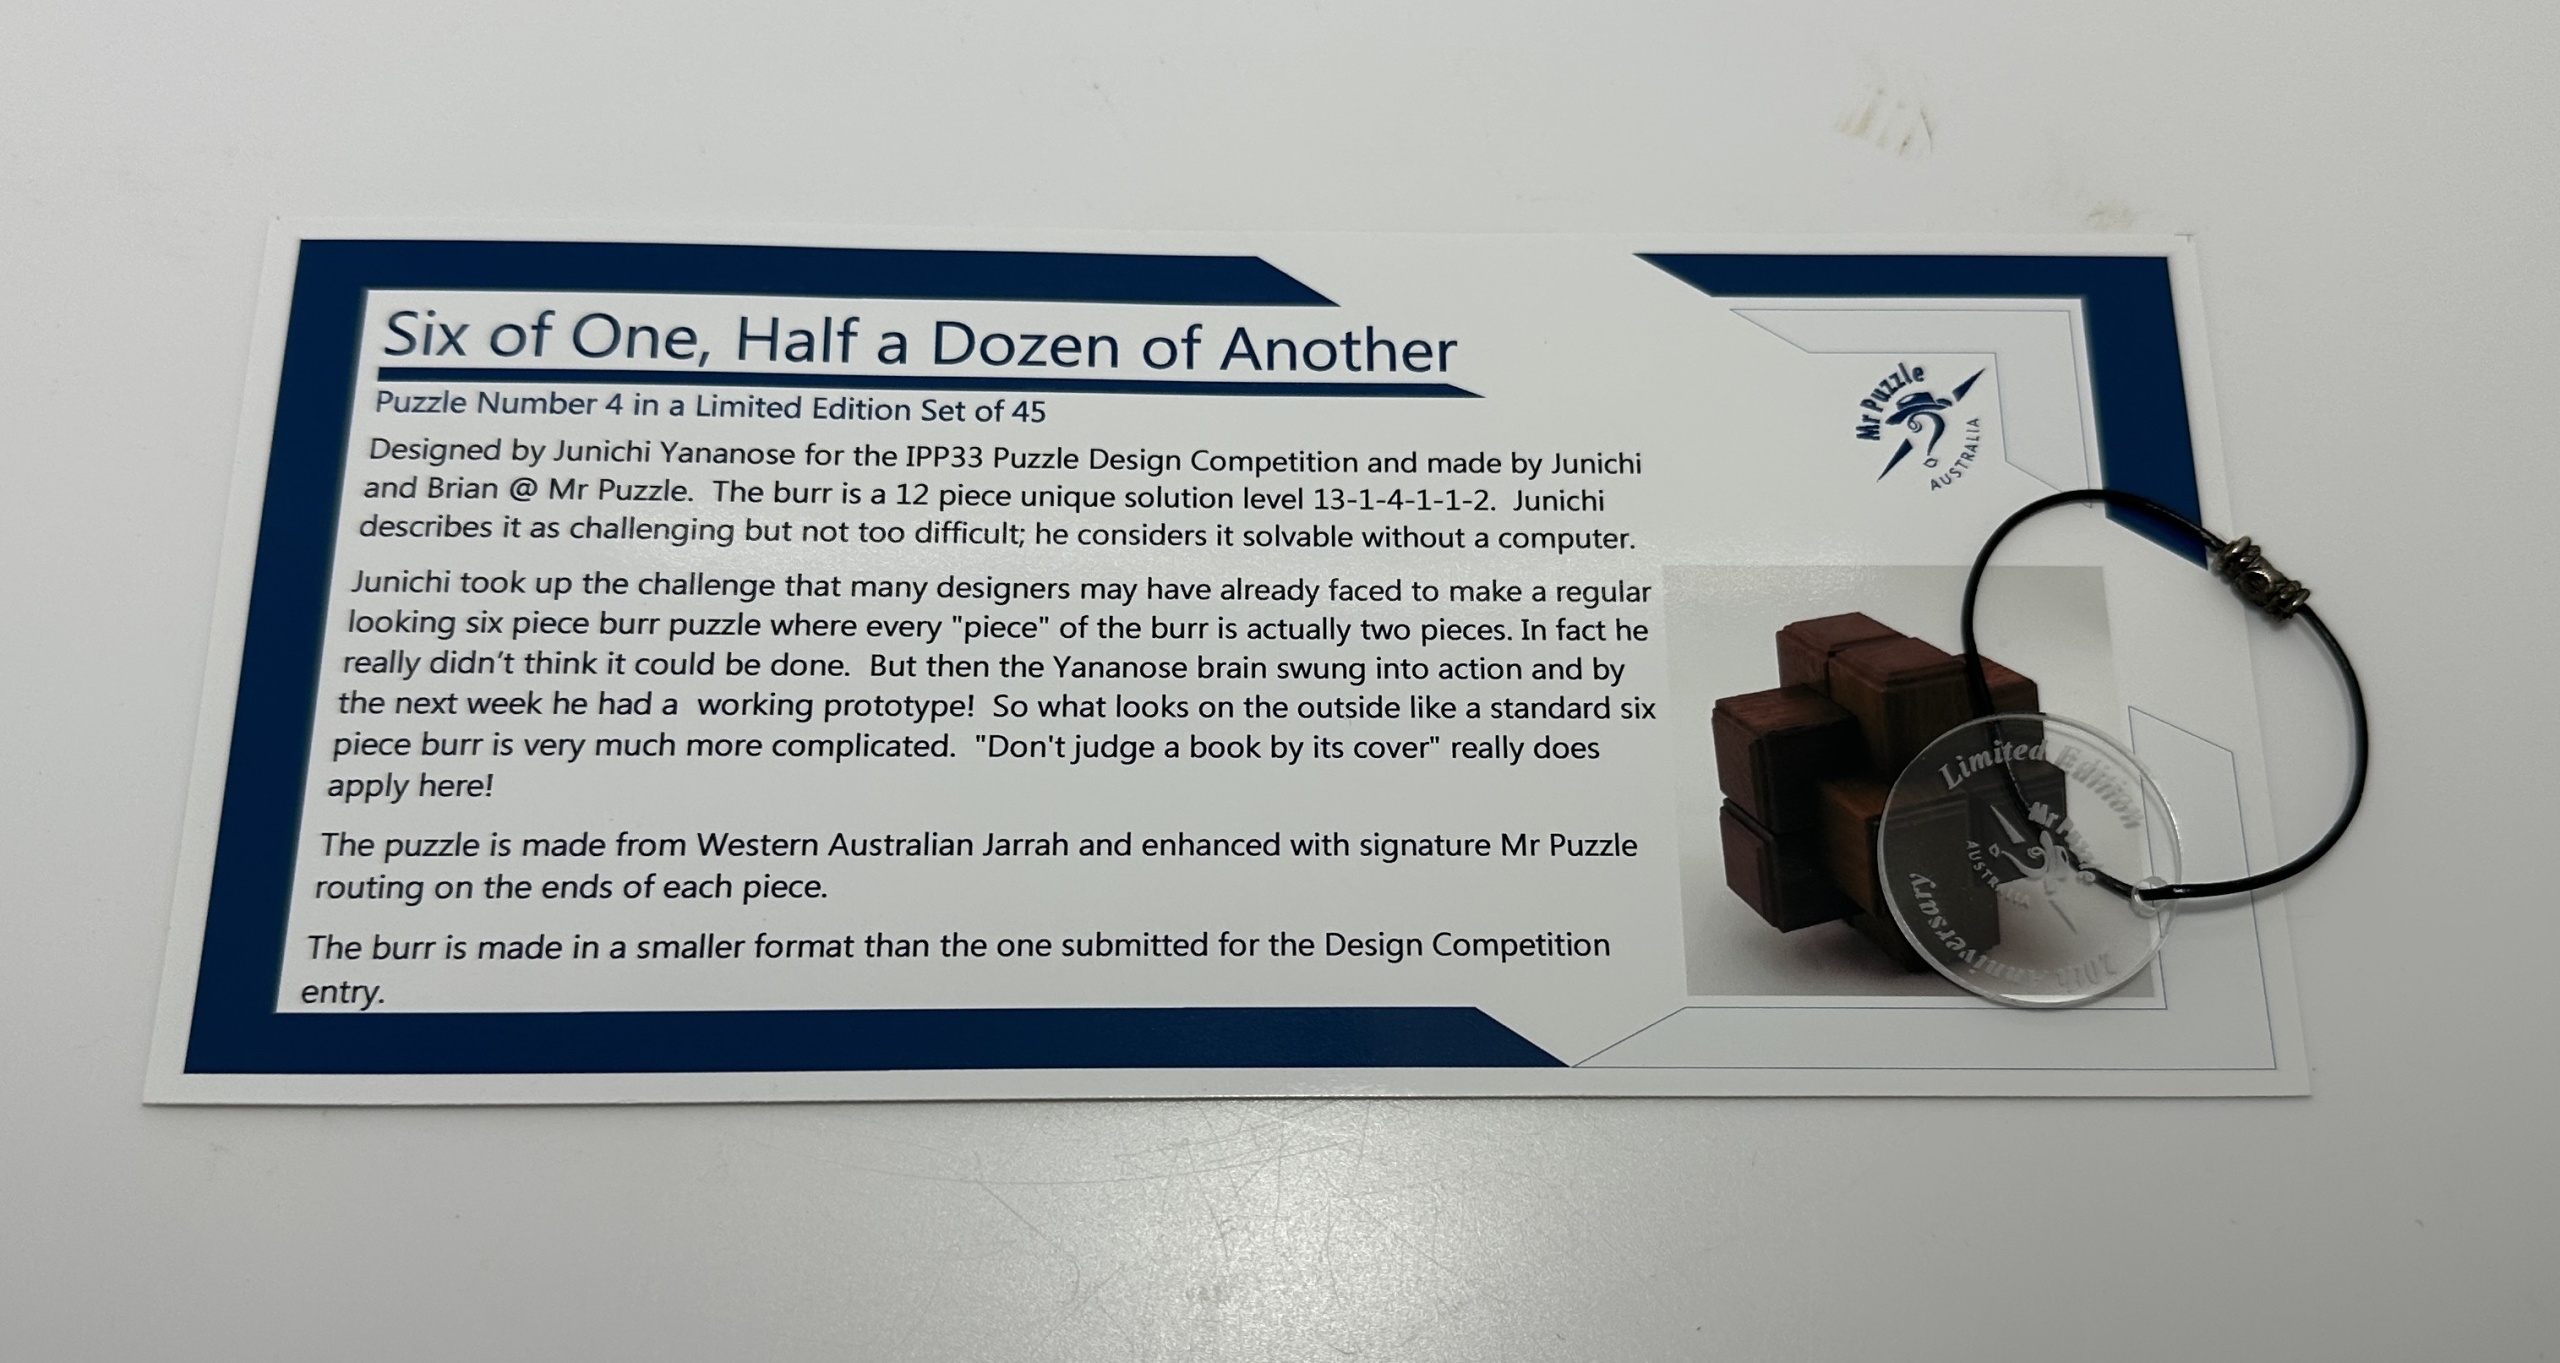 Six of One, Half a Dozen of Another
Puzzle Number 4 in a Limited Edition Set of 45
Designed by Junichi Yananose for the IPP33 Puzzle Design Competition and made by Junichi
and Brian @ Mr Puzzle.  The burr is a 12 piece unique solution level 13-1-4-1-1-2.  Junichi
describes it as challenging but not too difficult; he considers it solvable without a computer.
Junichi took up the challenge that many designers may have already faced to make a regular
looking six piece burr puzzle where every "piece" of the burr is actually two pieces. In fact he
really didn't think it could be done.  But then the Yananose brain swung into action and by
the next week he had a  working prototype!  So what looks on the outside like a standard six
piece burr is very much more complicated.  "Don't judge a book by its cover" really does
apply here!
The puzzle is made from Western Australian Jarrah and enhanced with signature Mr Puzzle
routing on the ends of each piece.
The burr is made in a smaller format than the one submitted for the Design Competition
entry.
Mr Puzzle
AUSTRALIA
Limited Edition
Mr Puzzle
AUSTRALIA
20th Anniversary